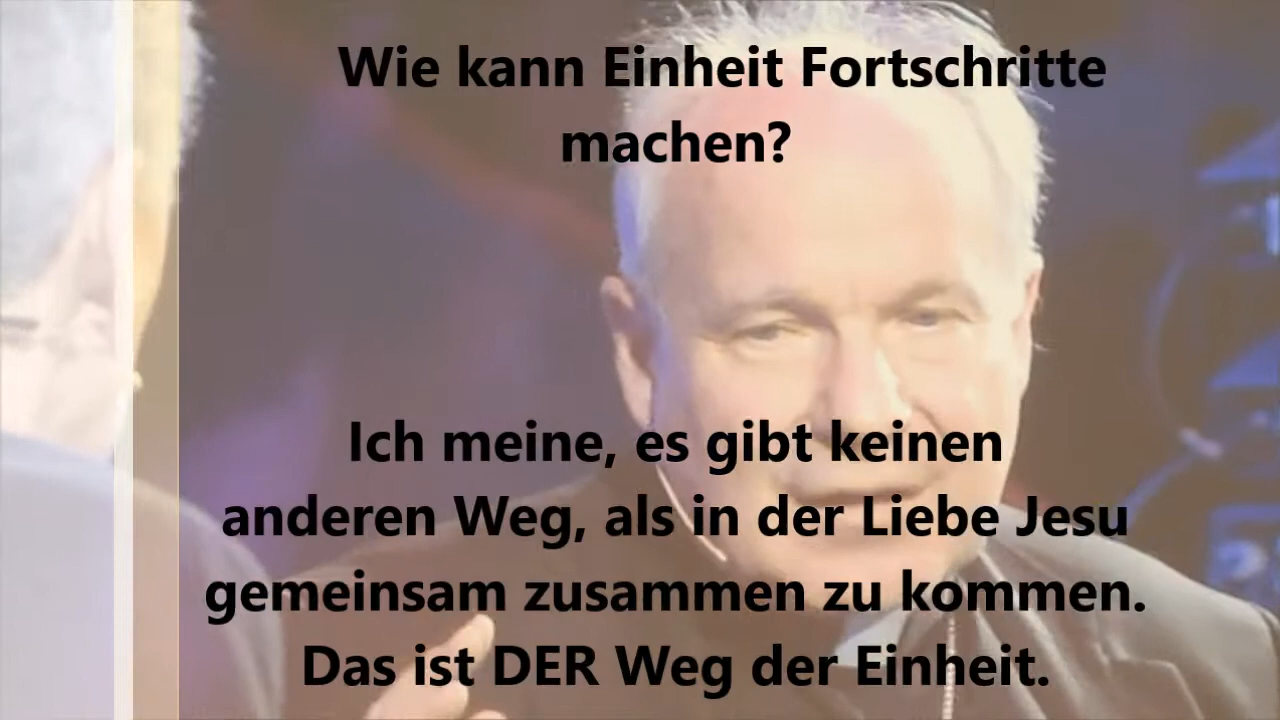 Wie kann Einheit Fortschritte
machen?
Ich meine, es gibt keinen
anderen Weg, als in der Liebe Jesu
gemeinsam zusammen zu kommen.
Das ist DER Weg der Einheit.